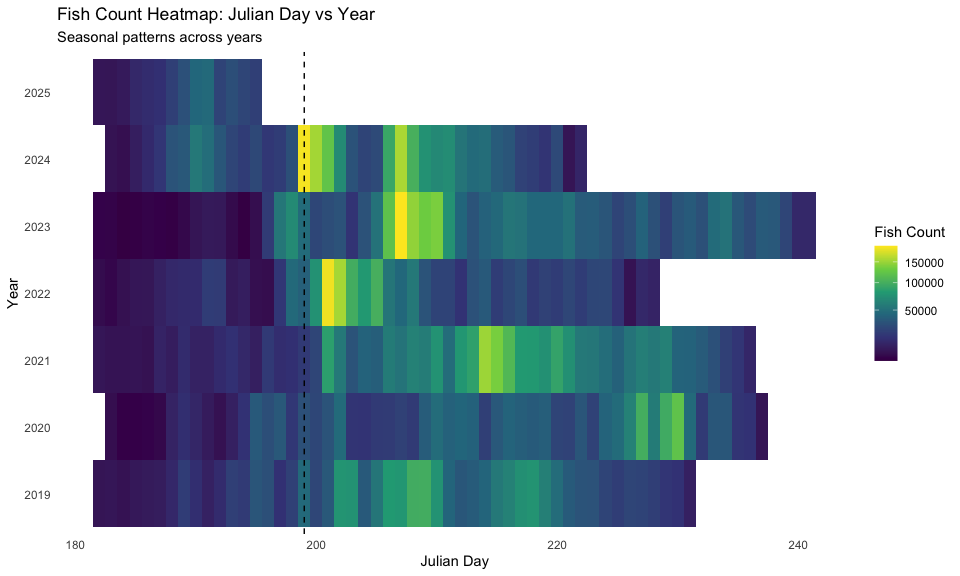 Fish Count Heatmap: Julian Day vs Year
Seasonal patterns across years
2025
2024
2023
2022
2021
2020
2019
Year
180
200
220
240
Julian Day
Fish Count
150000
100000
50000